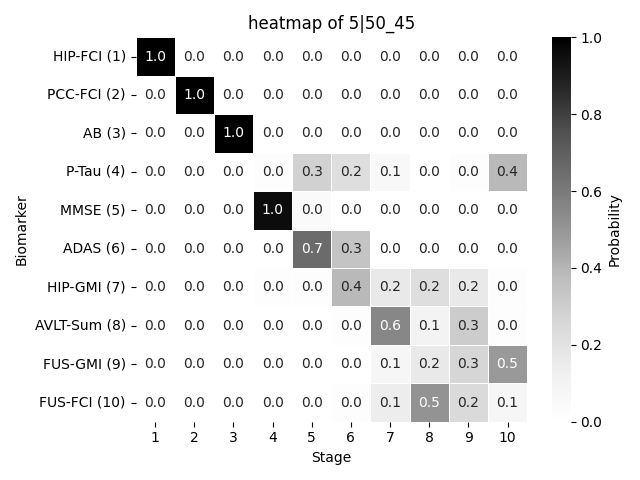 heatmap of 5|50_45
HIP-FCI (1) 1.0 0.0 0.0 0.0 0.0 0.0 0.0 0.0 0.0 0.0
PCC-FCI (2) 0.0 1.0 0.0 0.0 0.0 0.0 0.0 0.0 0.0 0.0
AB (3) 0.0 0.0 1.0 0.0 0.0 0.0 0.0 0.0 0.0 0.0
P-Tau (4) 0.0 0.0 0.0 0.0 0.3 0.2 0.1 0.0 0.0 0.4
MMSE (5) 0.0 0.0 0.0 1.0 0.0 0.0 0.0 0.0 0.0 0.0
ADAS (6) 0.0 0.0 0.0 0.0 0.7 0.3 0.0 0.0 0.0 0.0
HIP-GMI (7) 0.0 0.0 0.0 0.0 0.0 0.4 0.2 0.2 0.2 0.0
AVLT-Sum (8) 0.0 0.0 0.0 0.0 0.0 0.0 0.6 0.1 0.3 0.0
FUS-GMI (9) 0.0 0.0 0.0 0.0 0.0 0.0 0.1 0.2 0.3 0.5
FUS-FCI (10) 0.0 0.0 0.0 0.0 0.0 0.0 0.1 0.5 0.2 0.1
1 2 3 4 5 6 7 8 9 10
Stage
Biomarker
1.0
0.8
0.6
0.4
0.2
0.0
Probability